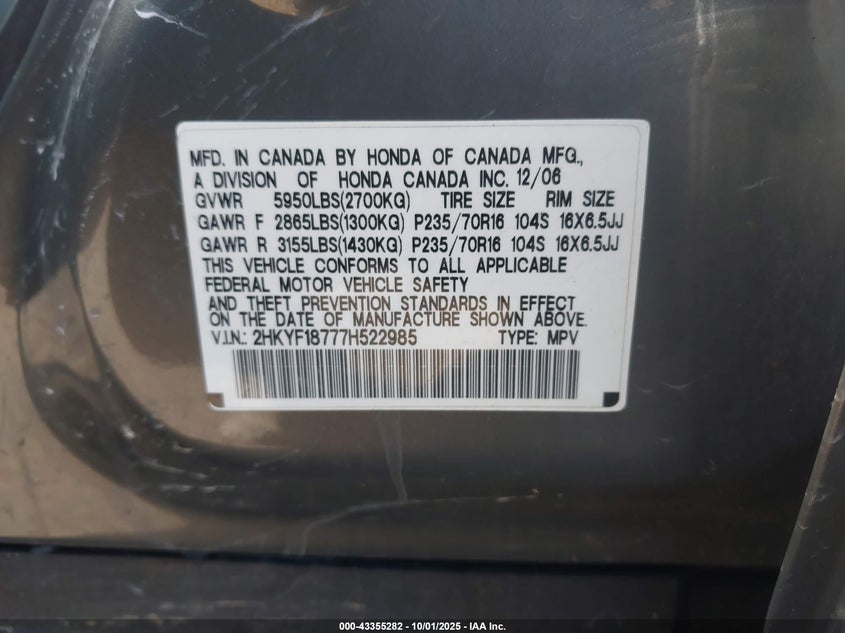 MFD. IN CANADA BY HONDA OF CANADA MFG.,
A DIVISION OF HONDA CANADA INC. 12/06
GVWR 5950LBS(2700KG) TIRE SIZE RIM SIZE
GAWR F 2865LBS(1300KG) P235/70R16 104S 16X6.5JJ
GAWR R 3155LBS(1430KG) P235/70R16 104S 16X6.5JJ
THIS VEHICLE CONFORMS TO ALL APPLICABLE
FEDERAL MOTOR VEHICLE SAFETY
AND THEFT PREVENTION STANDARDS IN EFFECT
ON THE DATE OF MANUFACTURE SHOWN ABOVE.
V.I.N.: 2HKYF18777H522985 TYPE: MPV
000-43355282 - 10/01/2025 - IAA Inc.